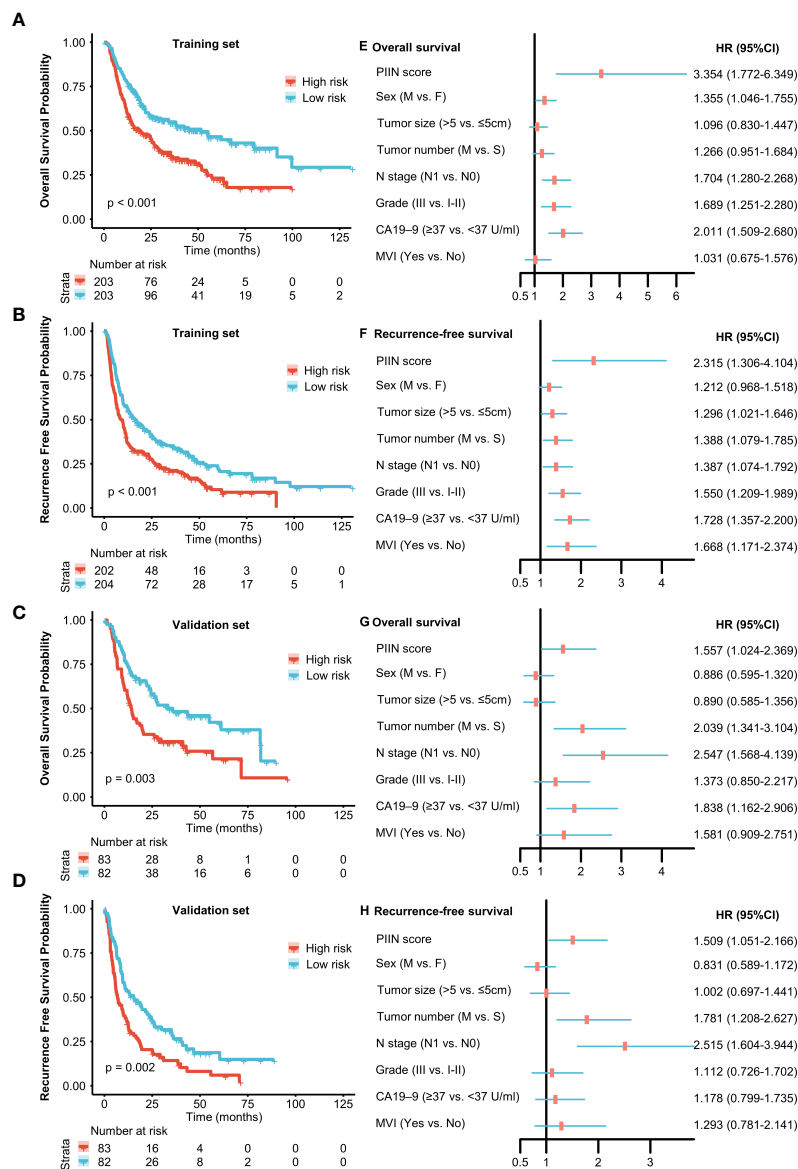 A
Training set
Overall Survival Probability
1.00
0.75
0.50
0.25
0.00
High risk
Low risk
p < 0.001
0 25 50 75 100 125
Time (months)
Number at risk
Strata
203 76 24 5 0 0
203 96 41 19 5 2
E Overall survival HR (95%CI)
PIIN score 3.354 (1.772-6.349)
Sex (M vs. F) 1.355 (1.046-1.755)
Tumor size (>5 vs. ≤5cm) 1.096 (0.830-1.447)
Tumor number (M vs. S) 1.266 (0.951-1.684)
N stage (N1 vs. N0) 1.704 (1.280-2.268)
Grade (III vs. I-II) 1.689 (1.251-2.280)
CA19–9 (≥37 vs. <37 U/ml) 2.011 (1.509-2.680)
MVI (Yes vs. No) 1.031 (0.675-1.576)
0.5 1 2 3 4 5 6
B
Training set
Recurrence Free Survival Probability
1.00
0.75
0.50
0.25
0.00
High risk
Low risk
p < 0.001
0 25 50 75 100 125
Time (months)
Number at risk
Strata
202 48 16 3 0 0
204 72 28 17 5 1
F Recurrence-free survival HR (95%CI)
PIIN score 2.315 (1.306-4.104)
Sex (M vs. F) 1.212 (0.968-1.518)
Tumor size (>5 vs. ≤5cm) 1.296 (1.021-1.646)
Tumor number (M vs. S) 1.388 (1.079-1.785)
N stage (N1 vs. N0) 1.387 (1.074-1.792)
Grade (III vs. I-II) 1.550 (1.209-1.989)
CA19–9 (≥37 vs. <37 U/ml) 1.728 (1.357-2.200)
MVI (Yes vs. No) 1.668 (1.171-2.374)
0.5 1 2 3 4
C
Validation set
Overall Survival Probability
1.00
0.75
0.50
0.25
0.00
High risk
Low risk
p = 0.003
0 25 50 75 100 125
Time (months)
Number at risk
Strata
83 28 8 1 0 0
82 38 16 6 0 0
G Overall survival HR (95%CI)
PIIN score 1.557 (1.024-2.369)
Sex (M vs. F) 0.886 (0.595-1.320)
Tumor size (>5 vs. ≤5cm) 0.890 (0.585-1.356)
Tumor number (M vs. S) 2.039 (1.341-3.104)
N stage (N1 vs. N0) 2.547 (1.568-4.139)
Grade (III vs. I-II) 1.373 (0.850-2.217)
CA19–9 (≥37 vs. <37 U/ml) 1.838 (1.162-2.906)
MVI (Yes vs. No) 1.581 (0.909-2.751)
0.5 1 2 3 4
D
Validation set
Recurrence Free Survival Probability
1.00
0.75
0.50
0.25
0.00
High risk
Low risk
p = 0.002
0 25 50 75 100 125
Time (months)
Number at risk
Strata
83 16 4 0 0 0
82 26 8 2 0 0
H Recurrence-free survival HR (95%CI)
PIIN score 1.509 (1.051-2.166)
Sex (M vs. F) 0.831 (0.589-1.172)
Tumor size (>5 vs. ≤5cm) 1.002 (0.697-1.441)
Tumor number (M vs. S) 1.781 (1.208-2.627)
N stage (N1 vs. N0) 2.515 (1.604-3.944)
Grade (III vs. I-II) 1.112 (0.726-1.702)
CA19–9 (≥37 vs. <37 U/ml) 1.178 (0.799-1.735)
MVI (Yes vs. No) 1.293 (0.781-2.141)
0.5 1 2 3